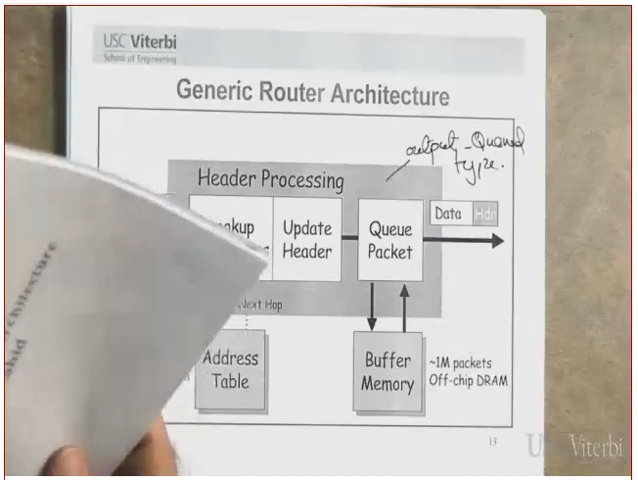 USC Viterbi
School of Engineering
Generic Router Architecture
output-Queued
type.
Header Processing
Update
Header
Queue
Packet
Data Hdr
Next Hop
Address
Table
Buffer
Memory
~1M packets
Off-chip DRAM
13
USC Viterbi